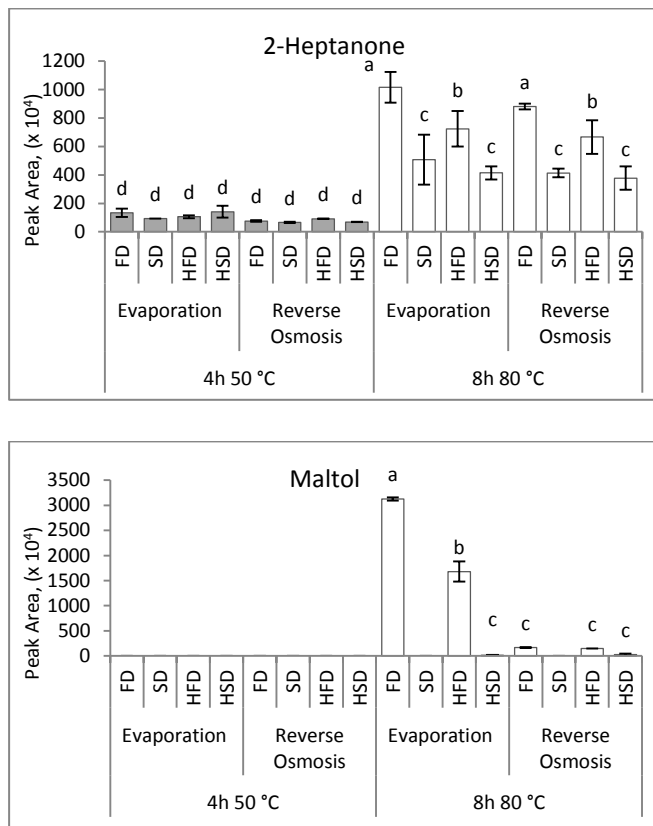 2-Heptanone
Peak Area, (x 10⁴)
1200
1000
800
600
400
200
0
d d d d d d d d a c b c a c b c
FD SD HFD HSD FD SD HFD HSD FD SD HFD HSD FD SD HFD HSD
Evaporation Reverse Osmosis Evaporation Reverse Osmosis
4h 50 °C 8h 80 °C
Maltol
Peak Area, (x 10⁴)
3500
3000
2500
2000
1500
1000
500
0
a b c c c c
FD SD HFD HSD FD SD HFD HSD FD SD HFD HSD FD SD HFD HSD
Evaporation Reverse Osmosis Evaporation Reverse Osmosis
4h 50 °C 8h 80 °C